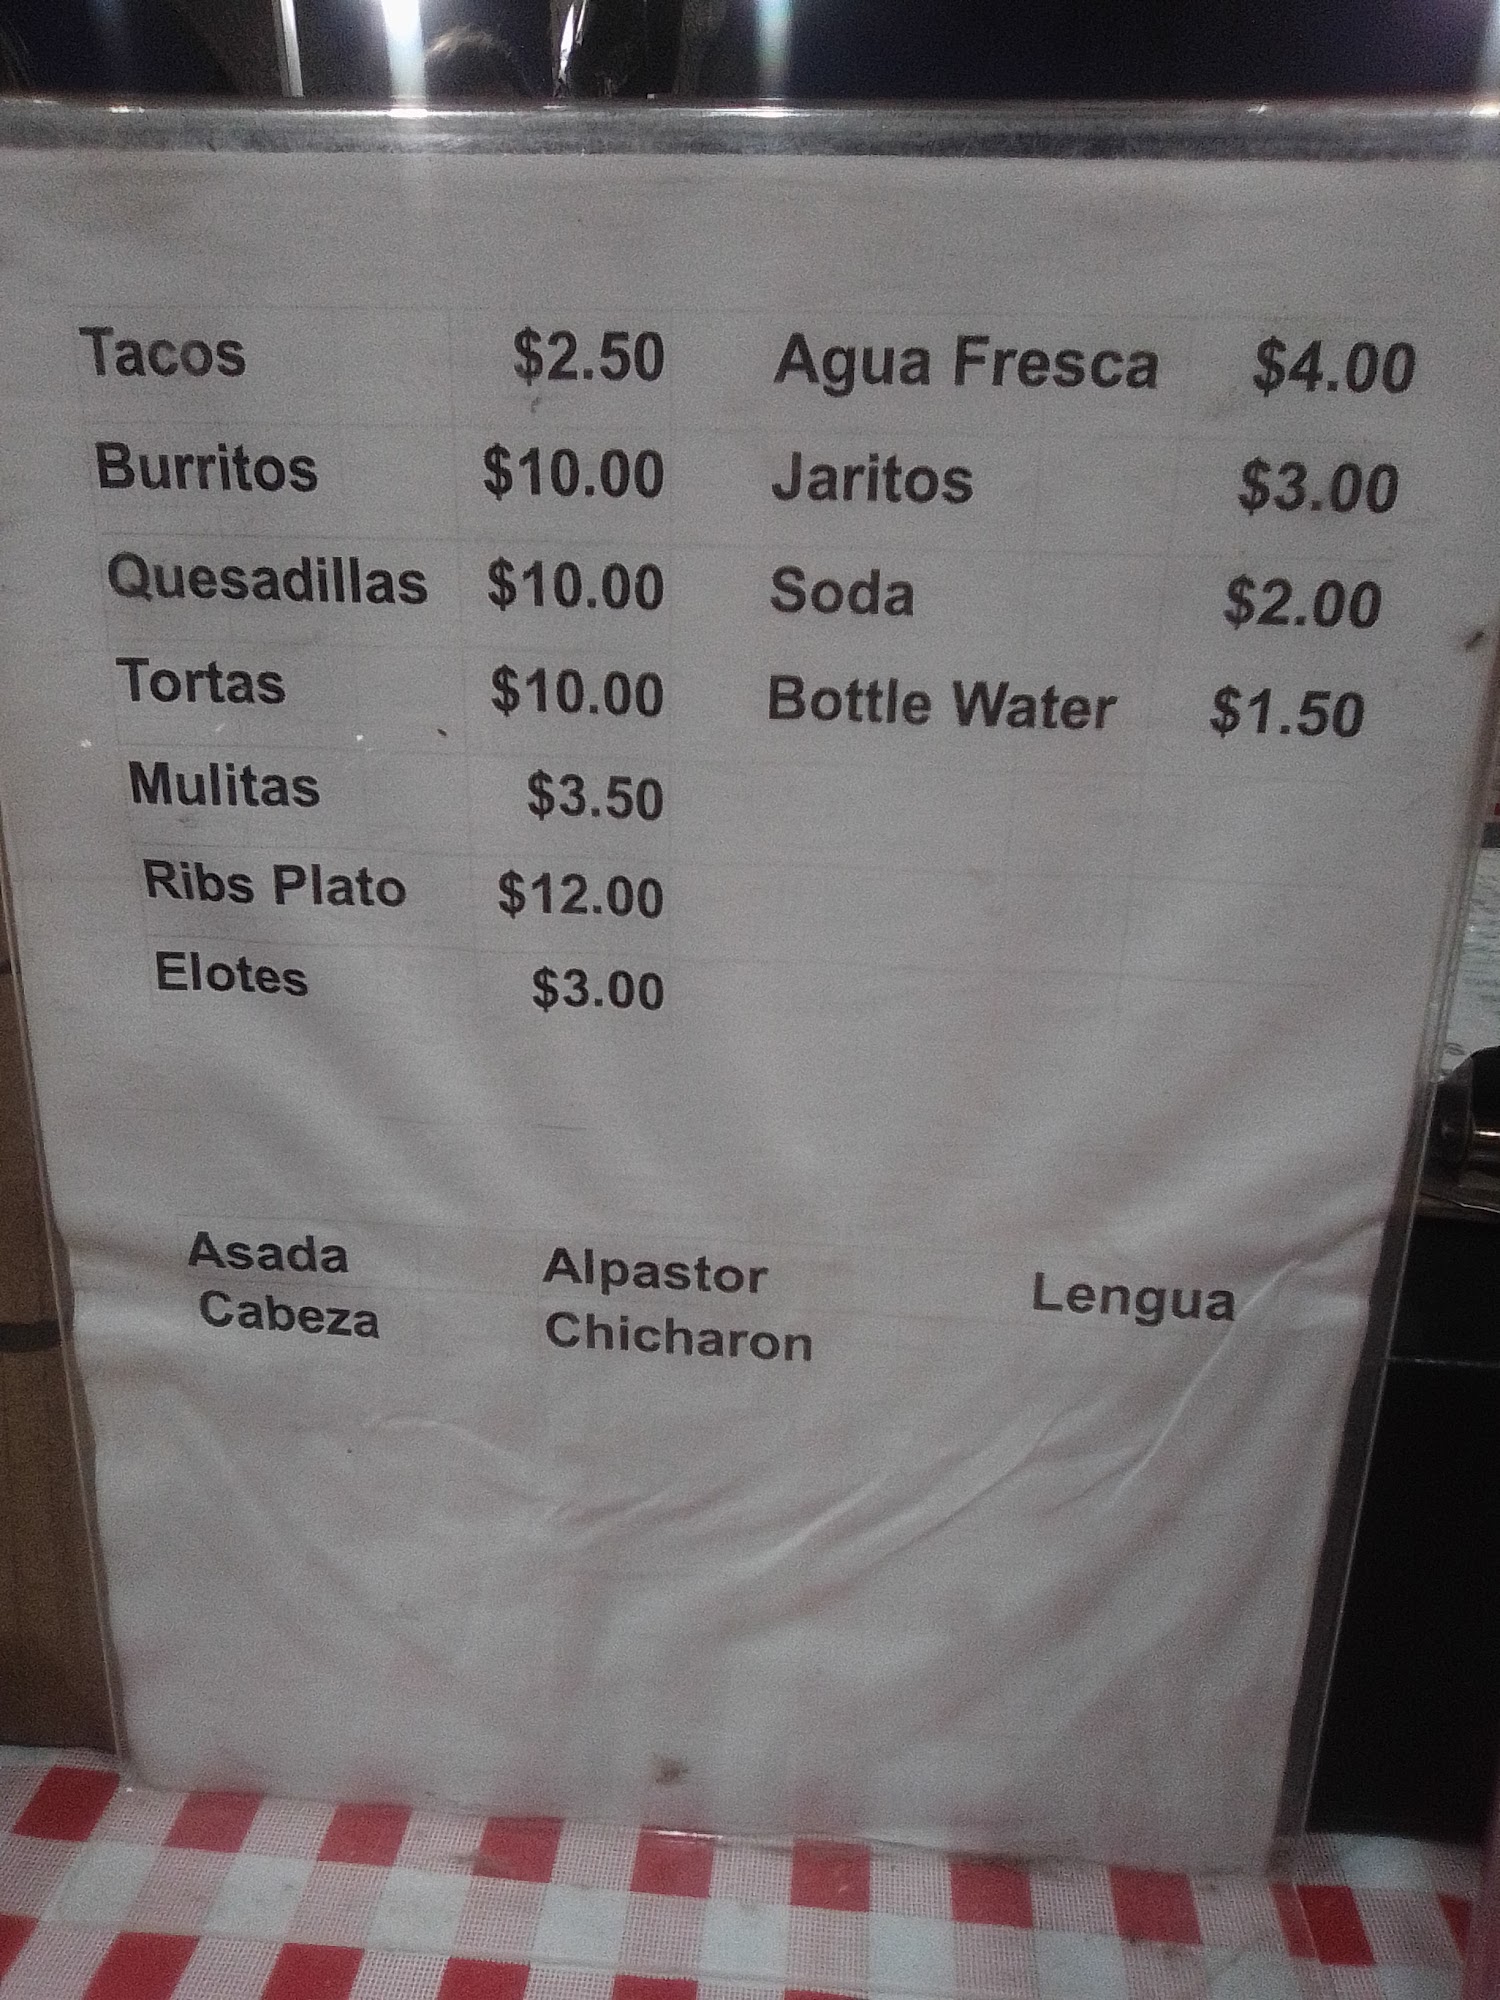 Tacos $2.50 Agua Fresca $4.00
Burritos $10.00 Jaritos $3.00
Quesadillas $10.00 Soda $2.00
Tortas $10.00 Bottle Water $1.50
Mulitas $3.50
Ribs Plato $12.00
Elotes $3.00
Asada Alpastor Lengua
Cabeza Chicharon